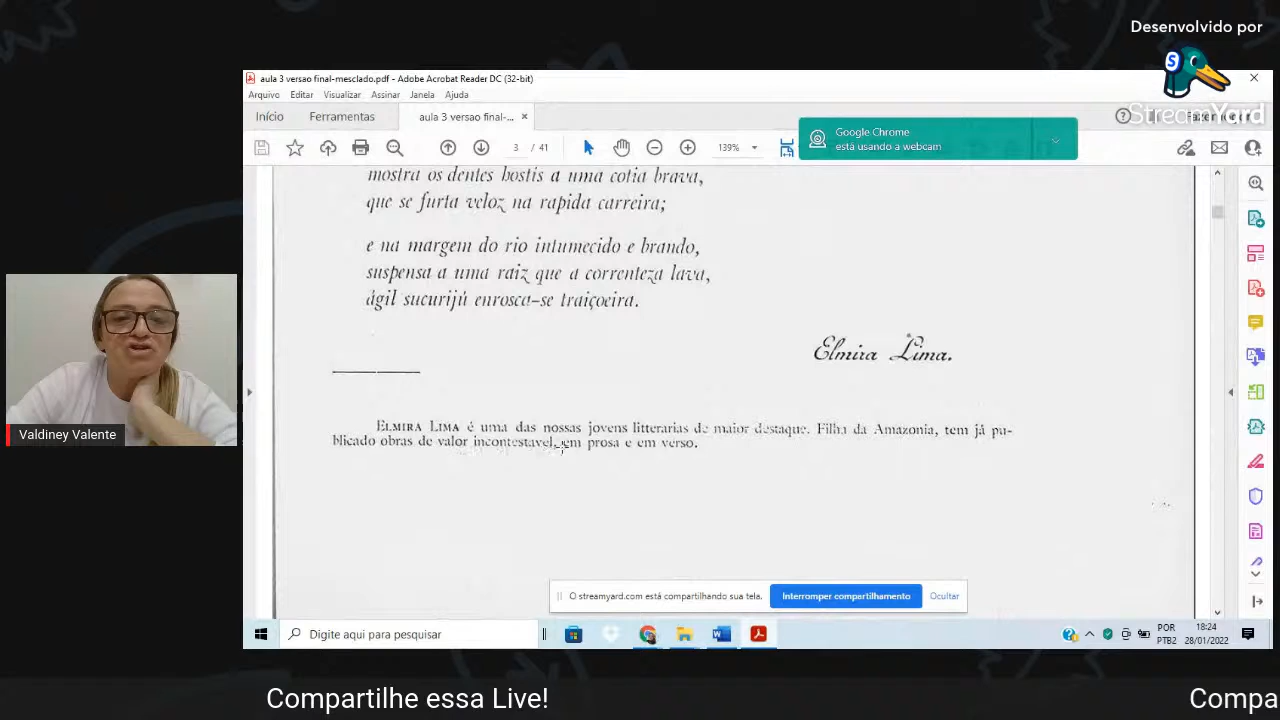 Desenvolvido por
StreamYard
aula 3 versao final-mesclado.pdf - Adobe Acrobat Reader DC (32-bit)
Arquivo Editar Visualizar Assinar Janela Ajuda
Início Ferramentas aula 3 versao final-...
Google Chrome
está usando a webcam
3 / 41 139%
mostra os dentes hostis a uma cotia brava,
que se furta veloz na rapida carreira;
e na margem do rio intumecido e brando,
suspensa a uma raiz que a correnteza lava,
ágil sucurijú enrosca-se traiçoeira.
Elmira Lima.
ELMIRA LIMA é uma das nossas jovens litterarias de maior destaque. Filha da Amazonia, tem já pu-
blicado obras de valor incontestavel, em prosa e em verso.
Valdiney Valente
O streamyard.com está compartilhando sua tela. Interromper compartilhamento Ocultar
Digite aqui para pesquisar
POR 18:24
PTB2 28/01/2022
Compartilhe essa Live!
Compa